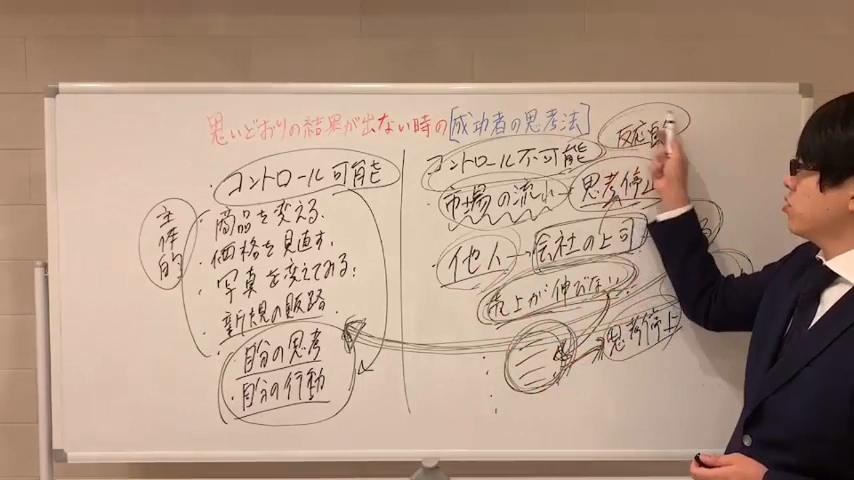 思いどおりの結果が出ない時の[成功者の思考法]
コントロール可能
主体的
・商品を変える.
・価格を見直す.
・写真を変えてみる.
・新規の販路.
自分の思考
・自分の行動
コントロール不可能
反応
・市場の流れ
思考停止
・他人
会社の上司
る
売上が伸びない
思考停止